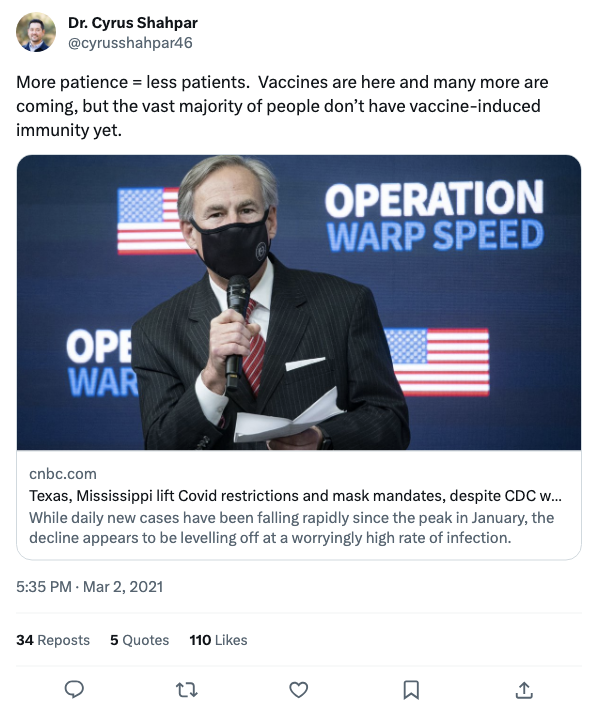 Dr. Cyrus Shahpar
@cyrusshahpar46
More patience = less patients.  Vaccines are here and many more are
coming, but the vast majority of people don’t have vaccine-induced
immunity yet.
OPERATION
WARP SPEED
OPE
WAR
cnbc.com
Texas, Mississippi lift Covid restrictions and mask mandates, despite CDC w...
While daily new cases have been falling rapidly since the peak in January, the
decline appears to be levelling off at a worryingly high rate of infection.
5:35 PM · Mar 2, 2021
34 Reposts 5 Quotes 110 Likes